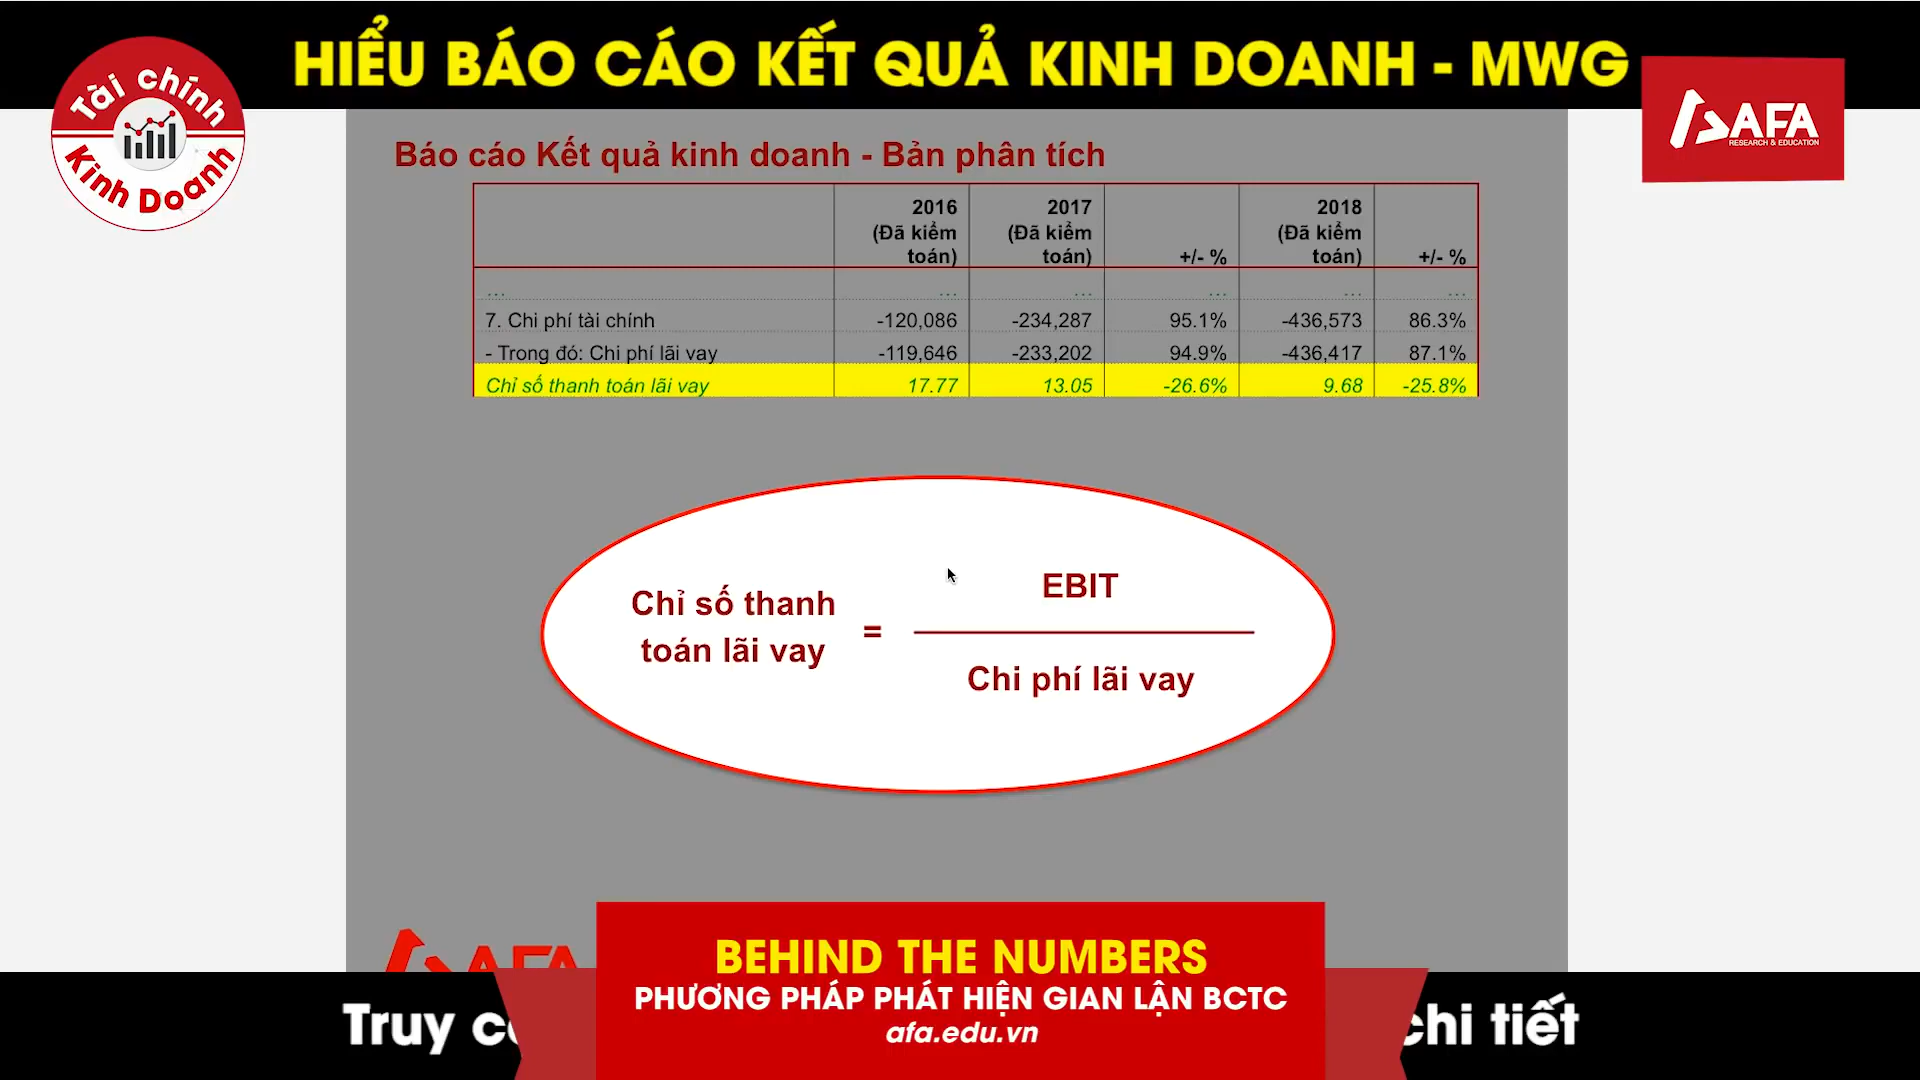 HIỂU BÁO CÁO KẾT QUẢ KINH DOANH - MWG
Tài chính
Kinh Doanh
AFA
RESEARCH & EDUCATION
Báo cáo Kết quả kinh doanh - Bản phân tích
2016 (Đã kiểm toán) 2017 (Đã kiểm toán) +/- % 2018 (Đã kiểm toán) +/- %
... ... ... ... ... ...
7. Chi phí tài chính -120,086 -234,287 95.1% -436,573 86.3%
- Trong đó: Chi phí lãi vay -119,646 -233,202 94.9% -436,417 87.1%
Chỉ số thanh toán lãi vay 17.77 13.05 -26.6% 9.68 -25.8%
Chỉ số thanh
toán lãi vay
=
EBIT
Chi phí lãi vay
AFA
BEHIND THE NUMBERS
PHƯƠNG PHÁP PHÁT HIỆN GIAN LẬN BCTC
afa.edu.vn
Truy chi tiết